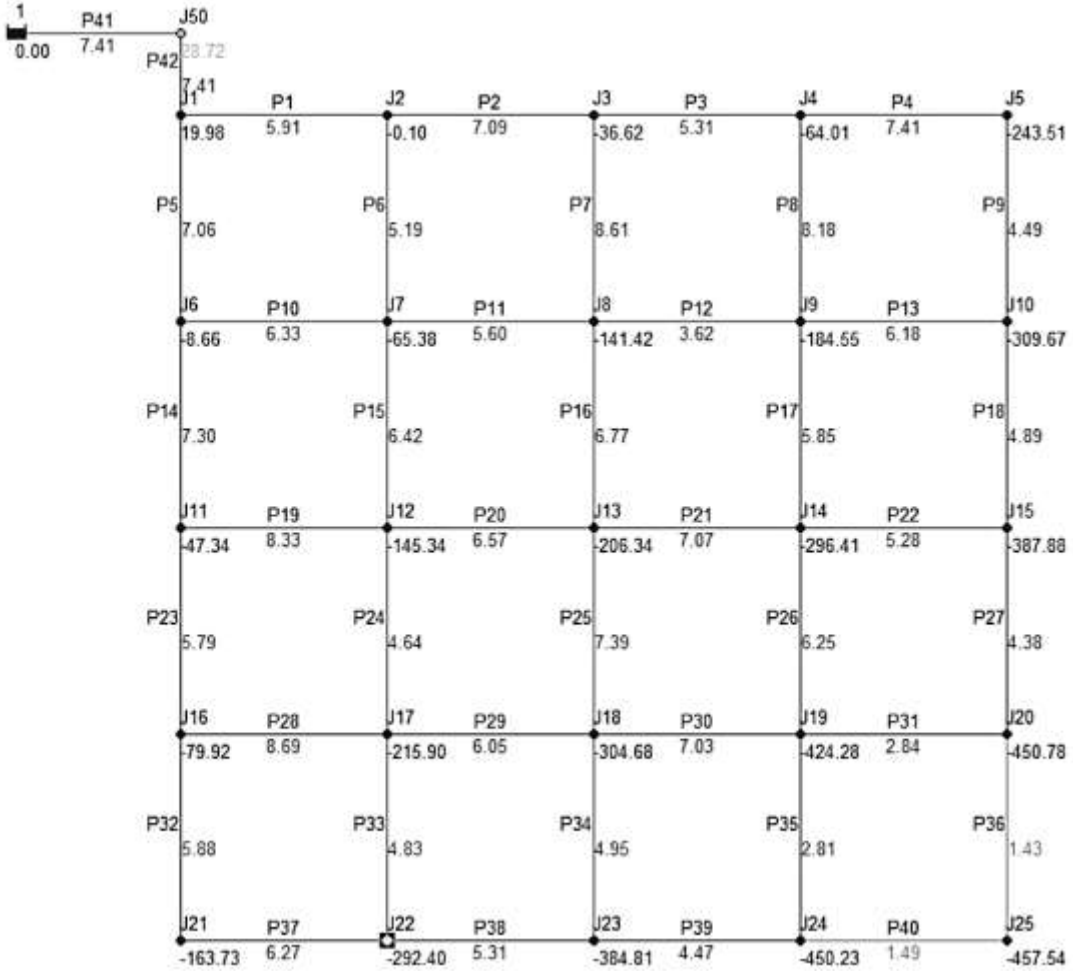 1
P41
J50
0.00
7.41
28.72
P42
7.41
J1
P1
J2
P2
J3
P3
J4
P4
J5
19.98
5.91
-0.10
7.09
-36.62
5.31
-64.01
7.41
-243.51
P5
P6
P7
P8
P9
7.06
5.19
8.61
8.18
4.49
J6
P10
J7
P11
J8
P12
J9
P13
J10
-8.66
6.33
-65.38
5.60
-141.42
3.62
-184.55
6.18
-309.67
P14
P15
P16
P17
P18
7.30
6.42
6.77
5.85
4.89
J11
P19
J12
P20
J13
P21
J14
P22
J15
-47.34
8.33
-145.34
6.57
-206.34
7.07
-296.41
5.28
-387.88
P23
P24
P25
P26
P27
5.79
4.64
7.39
6.25
4.38
J16
P28
J17
P29
J18
P30
J19
P31
J20
-79.92
8.69
-215.90
6.05
-304.68
7.03
-424.28
2.84
-450.78
P32
P33
P34
P35
P36
5.88
4.83
4.95
2.81
1.43
J21
P37
J22
P38
J23
P39
J24
P40
J25
-163.73
6.27
-292.40
5.31
-384.81
4.47
-450.23
1.49
-457.54